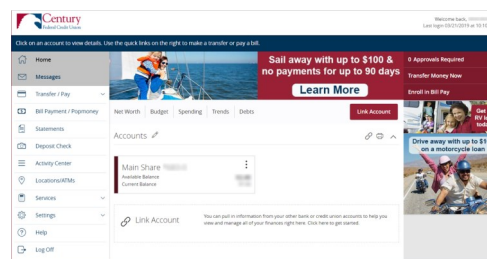 Century
Federal Credit Union
Welcome back,
Last login 03/21/2019 at 10:15
Click on an account to view details. Use the quick links on the right to make a transfer or pay a bill.
Home
Messages
Transfer / Pay
Bill Payment / Popmoney
Statements
Deposit Check
Activity Center
Locations/ATMs
Services
Settings
Help
Log Off
Sail away with up to $100 &
no payments for up to 90 days
Learn More
Net Worth
Budget
Spending
Trends
Debts
Link Account
Accounts
Main Share
Available Balance
Current Balance
Link Account
You can pull in information from your other bank or credit union accounts to help you
view and manage all of your finances right here. Click here to get started.
0 Approvals Required
Transfer Money Now
Enroll in Bill Pay
Get
RV l
toda
Drive away with up to $1
on a motorcycle loan